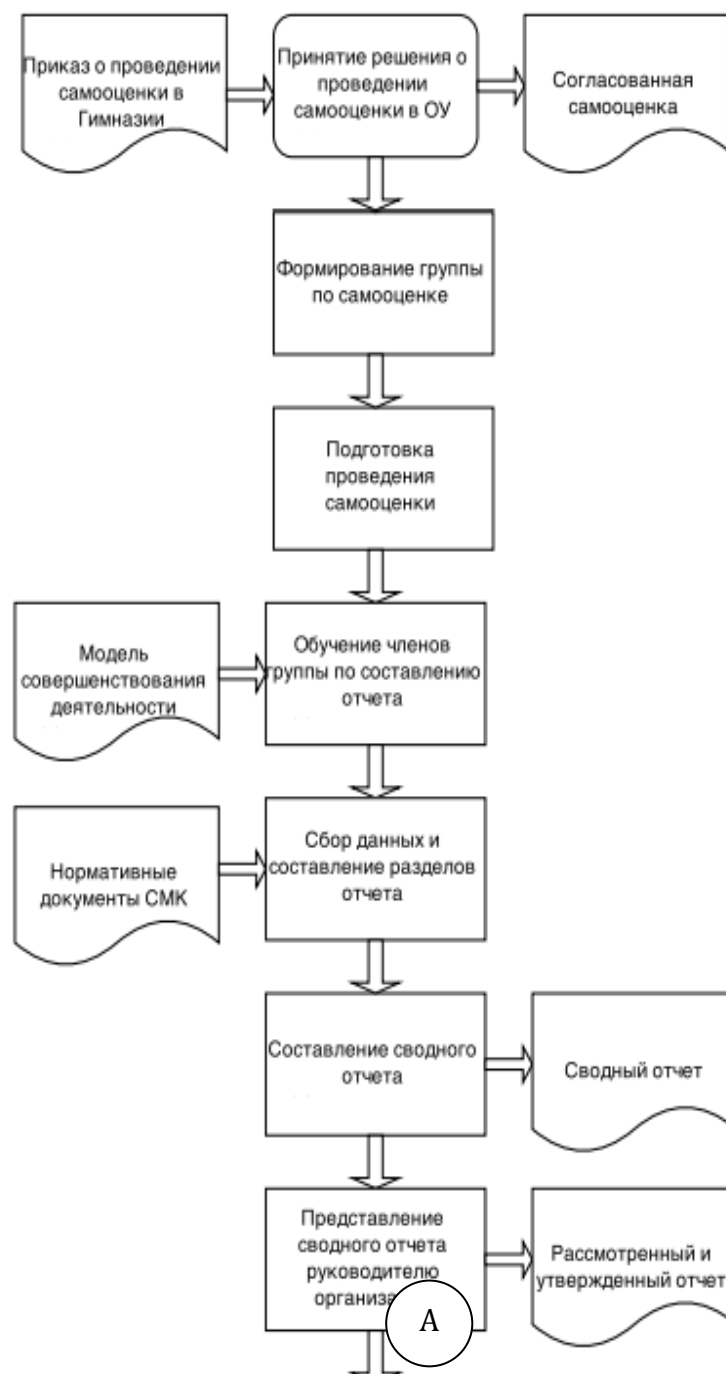 Приказ о проведении
самооценки в
Гимназии
Принятие решения о
проведении
самооценки в ОУ
Согласованная
самооценка
Формирование группы
по самооценке
Подготовка
проведения
самооценки
Модель
совершенствования
деятельности
Обучение членов
группы по составлению
отчета
Нормативные
документы СМК
Сбор данных и
составление разделов
отчета
Составление сводного
отчета
Сводный отчет
Представление
сводного отчета
руководителю
А
Рассмотренный и
утвержденный отчет